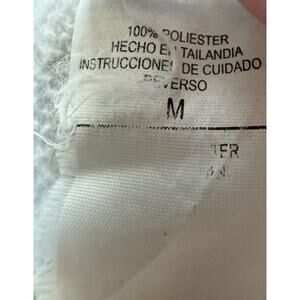 100% POLIESTER
HECHO EN TAILANDIA
INSTRUCCIONES DE CUIDADO
REVERSO
M